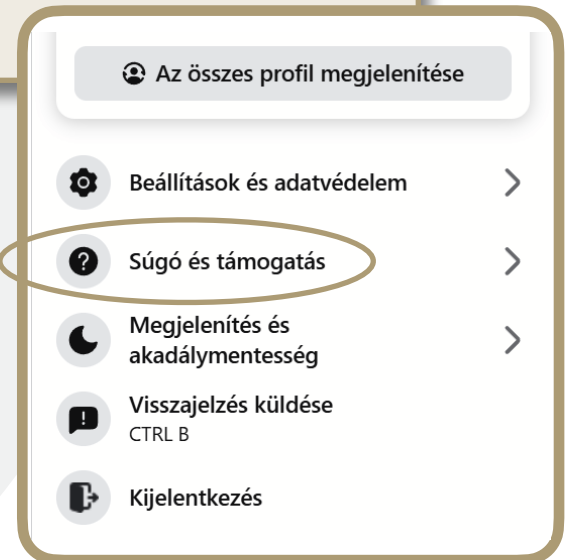 Az összes profil megjelenítése
Beállítások és adatvédelem
Súgó és támogatás
Megjelenítés és
akadálymentesség
Visszajelzés küldése
CTRL B
Kijelentkezés